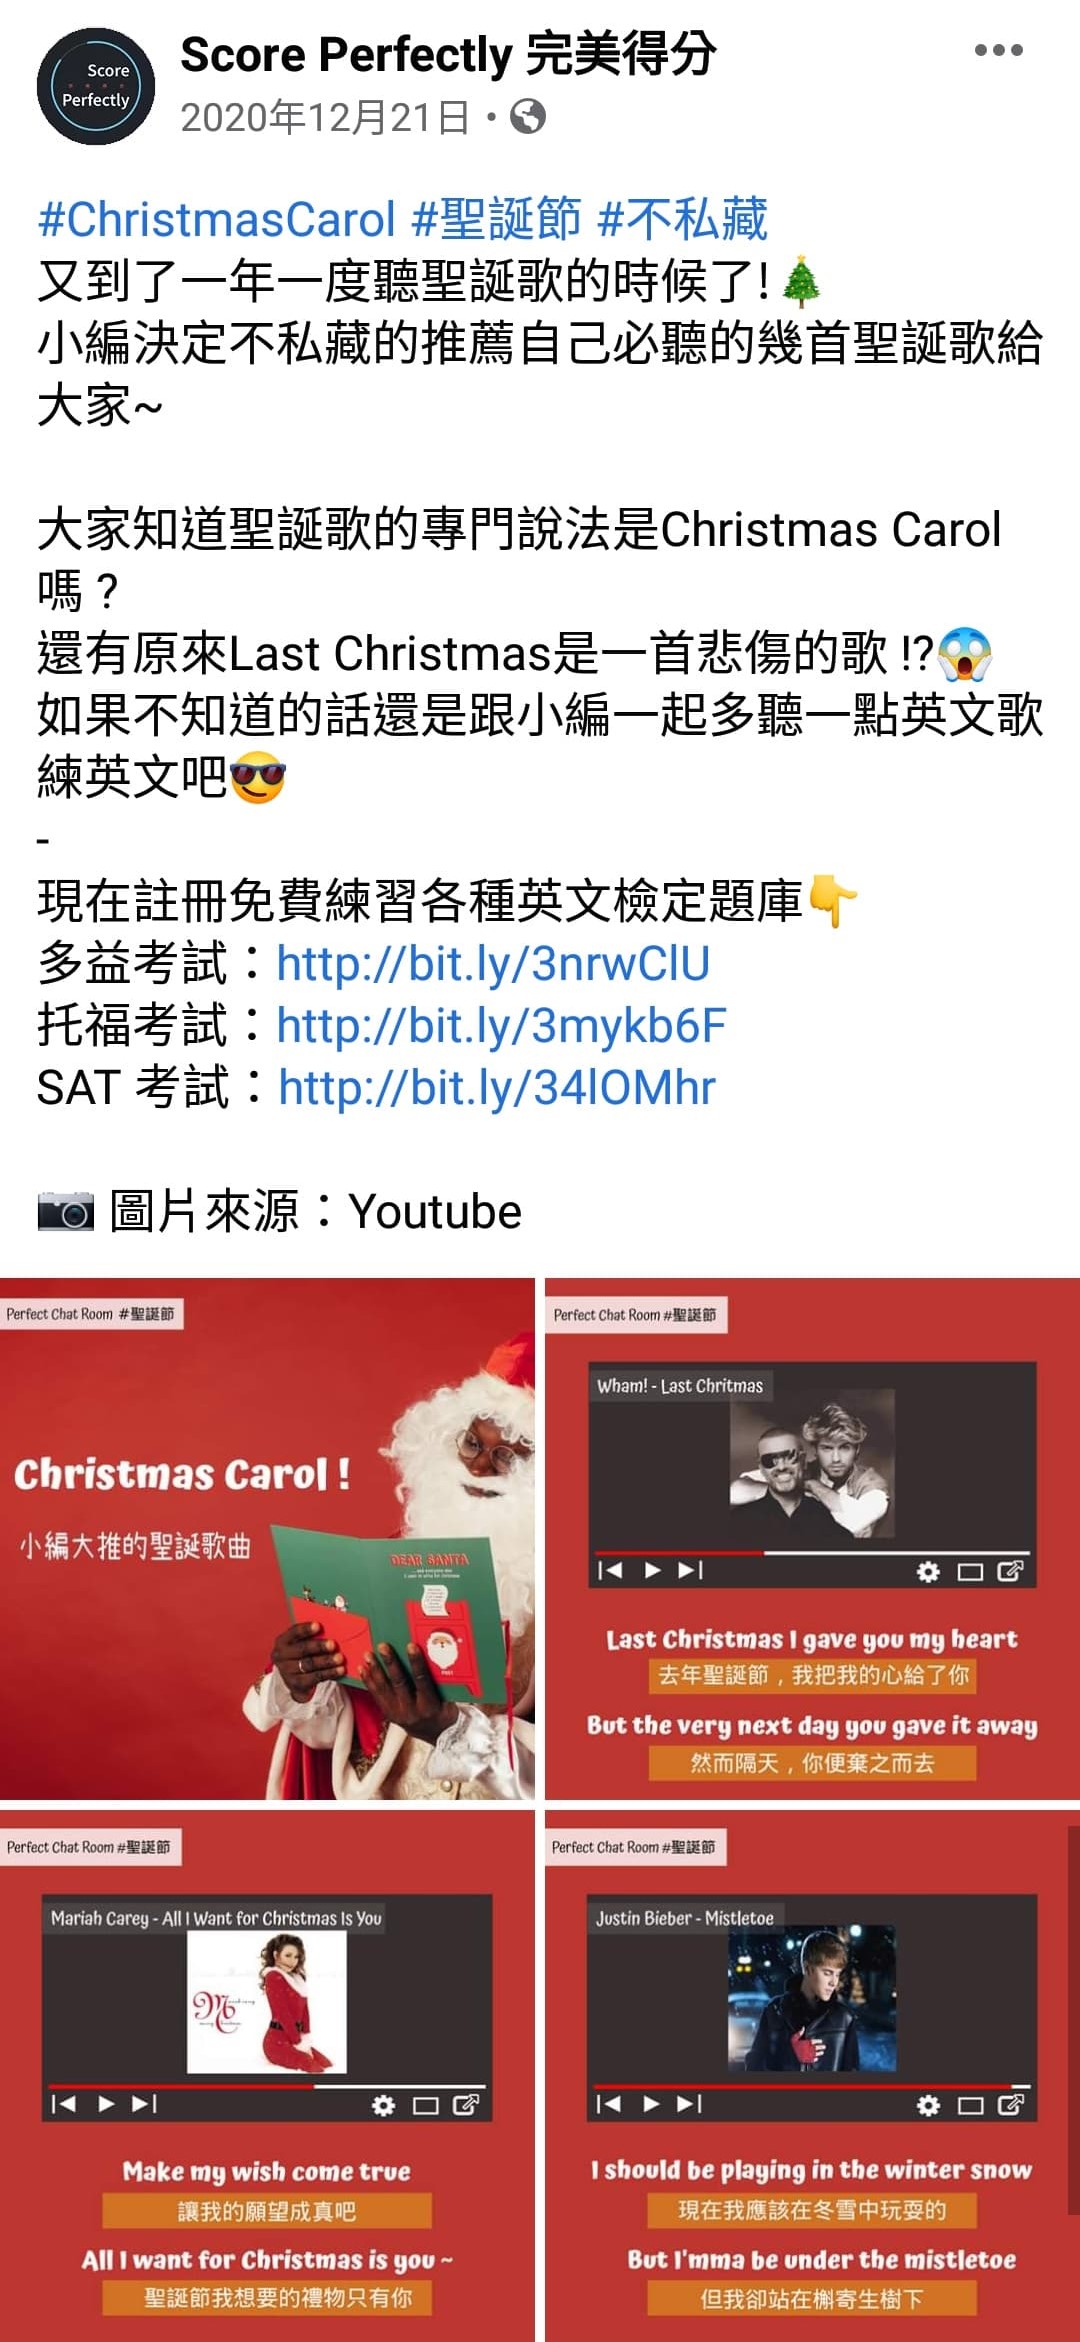 Score
Perfectly
Score Perfectly 完美得分
2020年12月21日
#ChristmasCarol #聖誕節 #不私藏
又到了一年一度聽聖誕歌的時候了!🎄
小編決定不私藏的推薦自己必聽的幾首聖誕歌給
大家~
大家知道聖誕歌的專門說法是Christmas Carol
嗎？
還有原來Last Christmas是一首悲傷的歌 !?😱
如果不知道的話還是跟小編一起多聽一點英文歌
練英文吧😎
-
現在註冊免費練習各種英文檢定題庫👇
多益考試：http://bit.ly/3nrwClU
托福考試：http://bit.ly/3mykb6F
SAT 考試：http://bit.ly/34lOMhr
📷 圖片來源：Youtube
Perfect Chat Room #聖誕節
Christmas Carol !
小編大推的聖誕歌曲
DEAR SANTA
Perfect Chat Room #聖誕節
Wham! - Last Chritmas
Last Christmas I gave you my heart
去年聖誕節，我把我的心給了你
But the very next day you gave it away
然而隔天，你便棄之而去
Perfect Chat Room #聖誕節
Mariah Carey - All I Want for Christmas Is You
Make my wish come true
讓我的願望成真吧
All I want for Christmas is you ~
聖誕節我想要的禮物只有你
Perfect Chat Room #聖誕節
Justin Bieber - Mistletoe
I should be playing in the winter snow
現在我應該在冬雪中玩耍的
But I'mma be under the mistletoe
但我卻站在槲寄生樹下